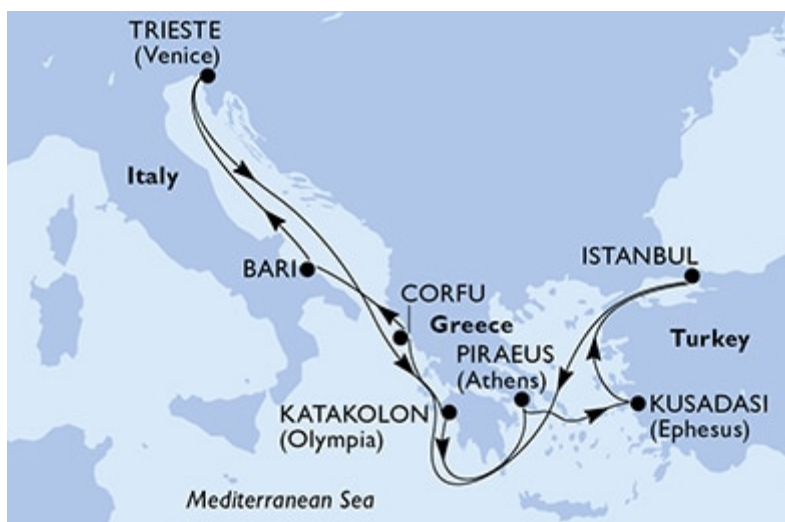 TRIESTE
(Venice)
Italy
BARI
ISTANBUL
CORFU
Greece
Turkey
PIRAEUS
(Athens)
KATAKOLON
(Olympia)
KUSADASI
(Ephesus)
Mediterranean Sea